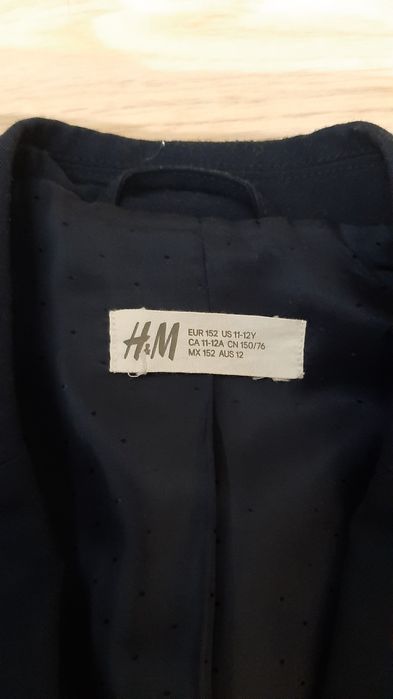 H&M
EUR 152 US 11-12Y
CA 11-12A CN 150/76
MX 152 AUS 12